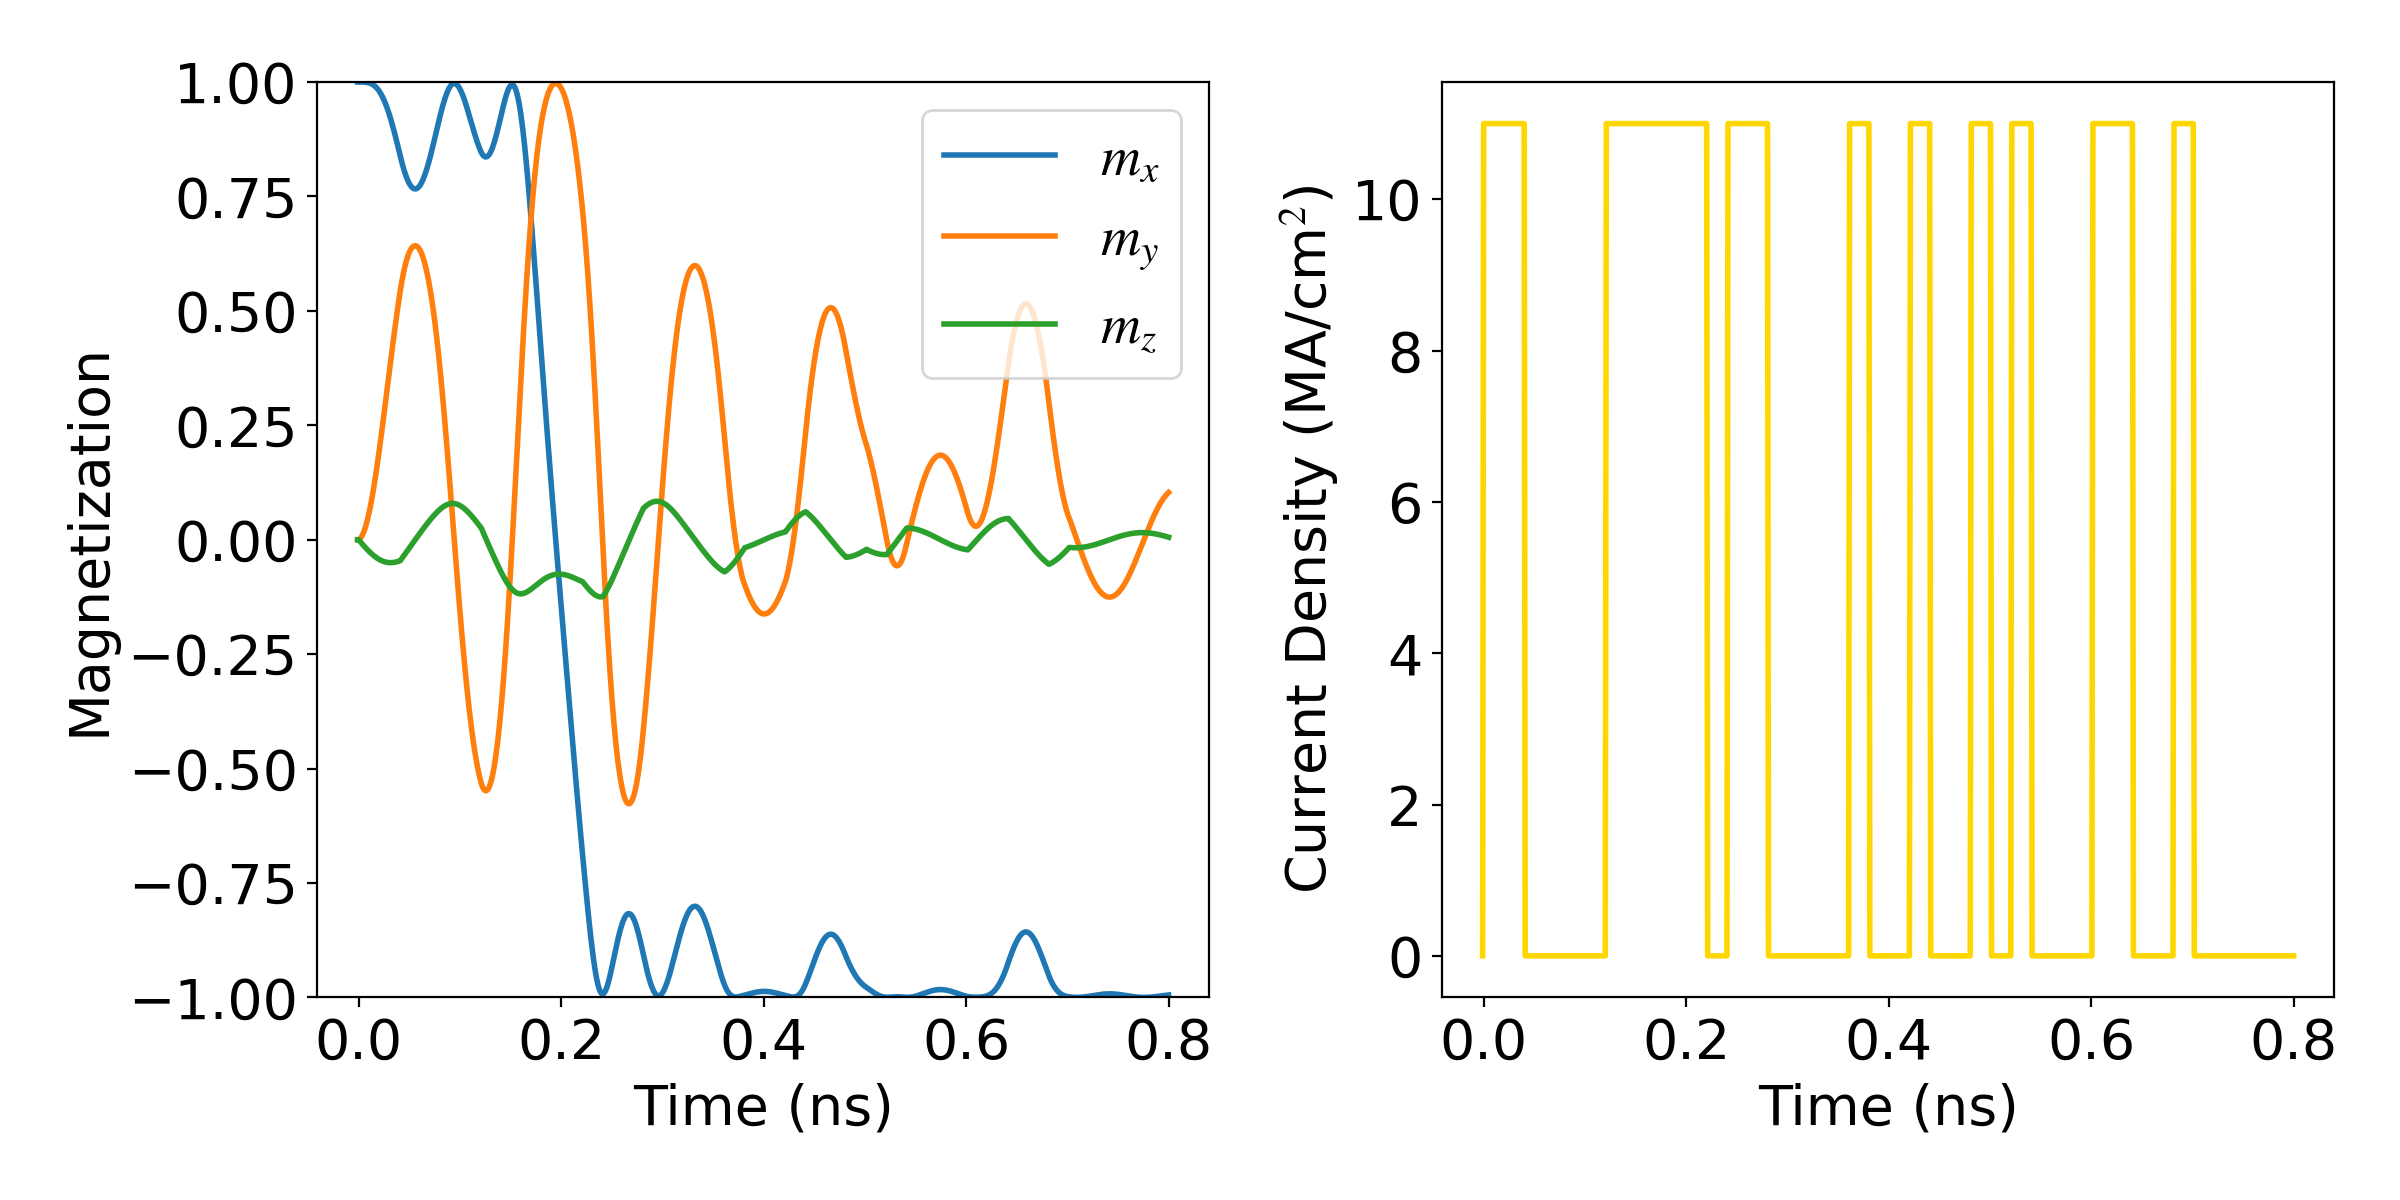 1.00
0.75
0.50
0.25
0.00
−0.25
−0.50
−0.75
−1.00
Magnetization
0.0 0.2 0.4 0.6 0.8
Time (ns)
m_x
m_y
m_z
10
8
6
4
2
0
Current Density (MA/cm²)
0.0 0.2 0.4 0.6 0.8
Time (ns)